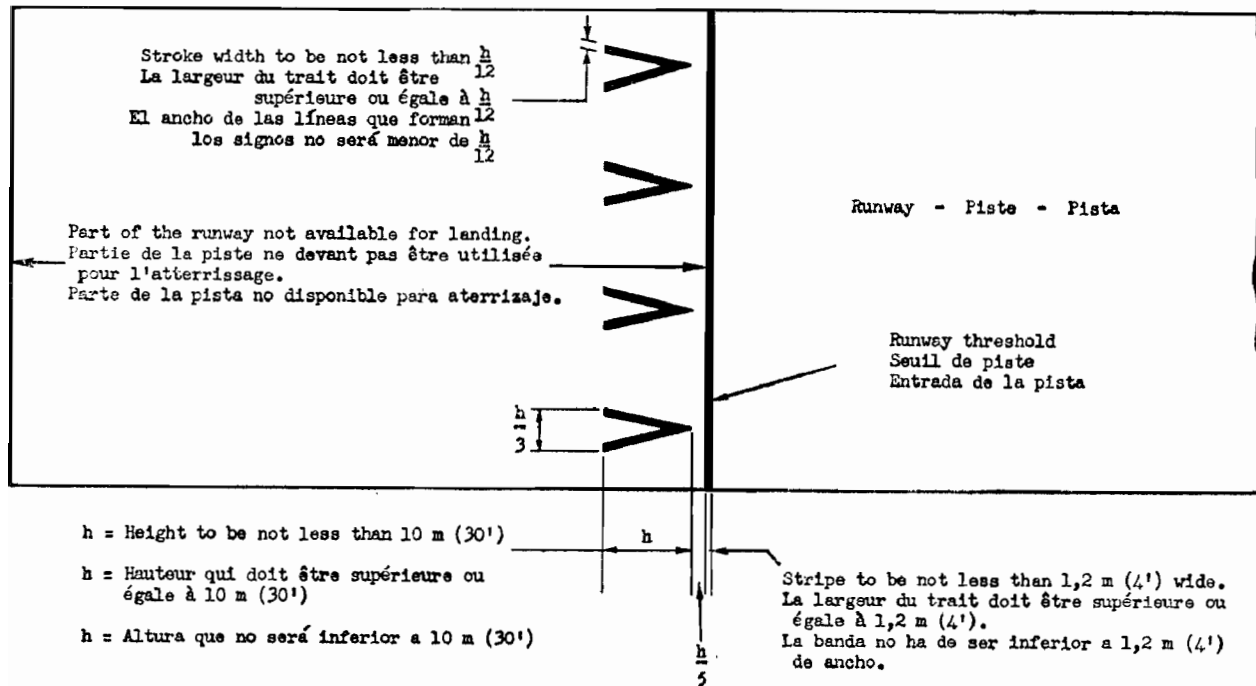 Stroke width to be not less than h/12
La largeur du trait doit être
supérieure ou égale à h/12
El ancho de las líneas que forman
los signos no será menor de h/12
Runway - Piste - Pista
Part of the runway not available for landing.
Partie de la piste ne devant pas être utilisée
pour l'atterrissage.
Parte de la pista no disponible para aterrizaje.
Runway threshold
Seuil de piste
Entrada de la pista
h/3
h = Height to be not less than 10 m (30')
h = Hauteur qui doit être supérieure ou
égale à 10 m (30')
h = Altura que no será inferior a 10 m (30')
h
h/5
Stripe to be not less than 1,2 m (4') wide.
La largeur du trait doit être supérieure ou
égale à 1,2 m (4').
La banda no ha de ser inferior a 1,2 m (4')
de ancho.